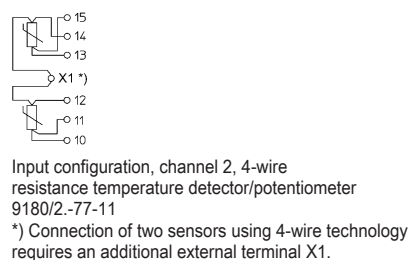 15
14
13
X1 *)
12
11
10
Input configuration, channel 2, 4-wire
resistance temperature detector/potentiometer
9180/2.-77-11
*) Connection of two sensors using 4-wire technology
requires an additional external terminal X1.